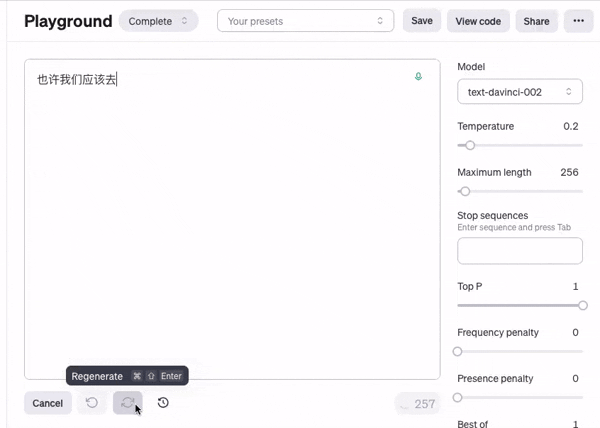 Playground
Complete
Your presets
Save
View code
Share
•••
也许我们应该去
Model
text-davinci-002
Temperature 0.2
Maximum length 256
Stop sequences
Enter sequence and press Tab
Top P 1
Frequency penalty 0
Presence penalty 0
Best of 1
Regenerate ⌘ ⇧ Enter
Cancel
257